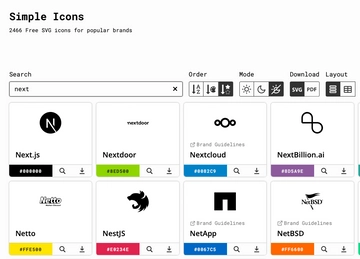 Simple Icons
2466 Free SVG icons for popular brands
Search
Order
Mode
Download
Layout
next
SVG
PDF
nextdoor
Brand Guidelines
Next.js
Nextdoor
Nextcloud
NextBillion.ai
#000000
#8ED500
#0082C9
#8D5A9E
Netto
NetBSD
Brand Guidelines
Brand Guidelines
Netto
NestJS
NetApp
NetBSD
#FFE500
#E0234E
#0067C5
#FF6600